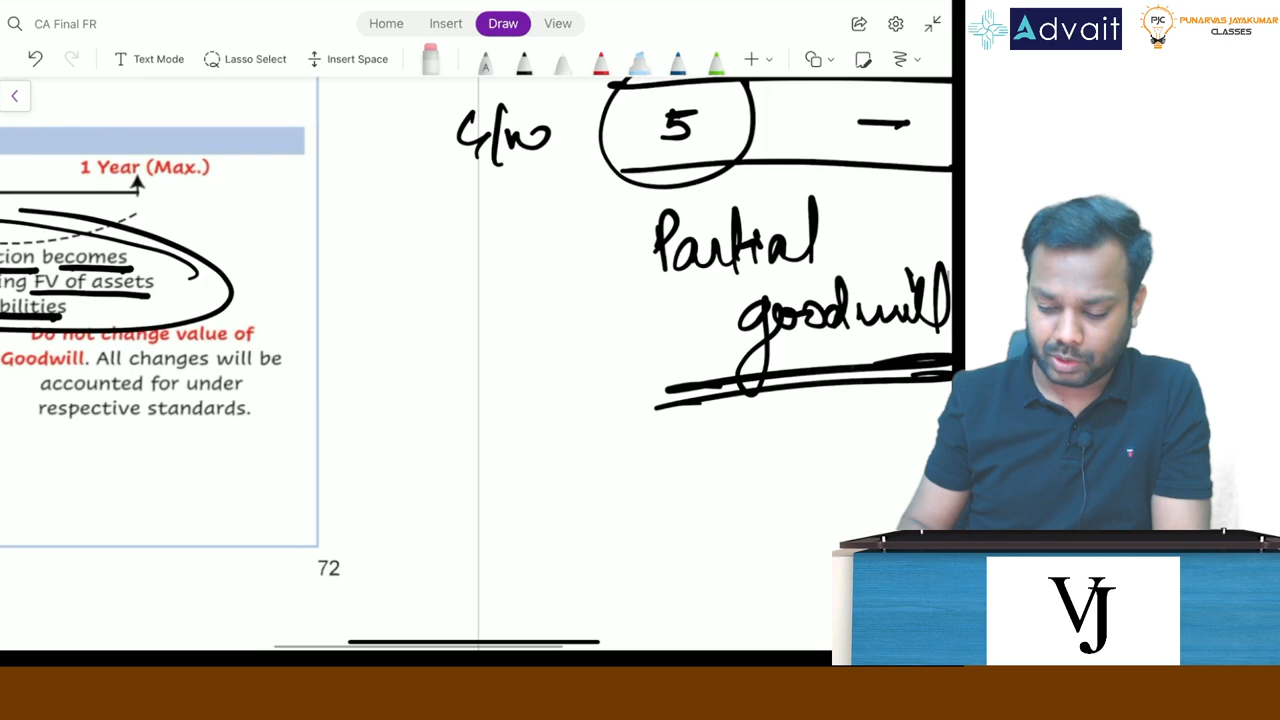 CA Final FR
Home
Insert
Draw
View
Text Mode
Lasso Select
Insert Space
Advait
PJC
PUNARVAS JAYAKUMAR
CLASSES
1 Year (Max.)
tion becomes
ing FV of assets
bilities
Do not change value of
Goodwill. All changes will be
accounted for under
respective standards.
72
5 —
Partial
goodwill
VJ